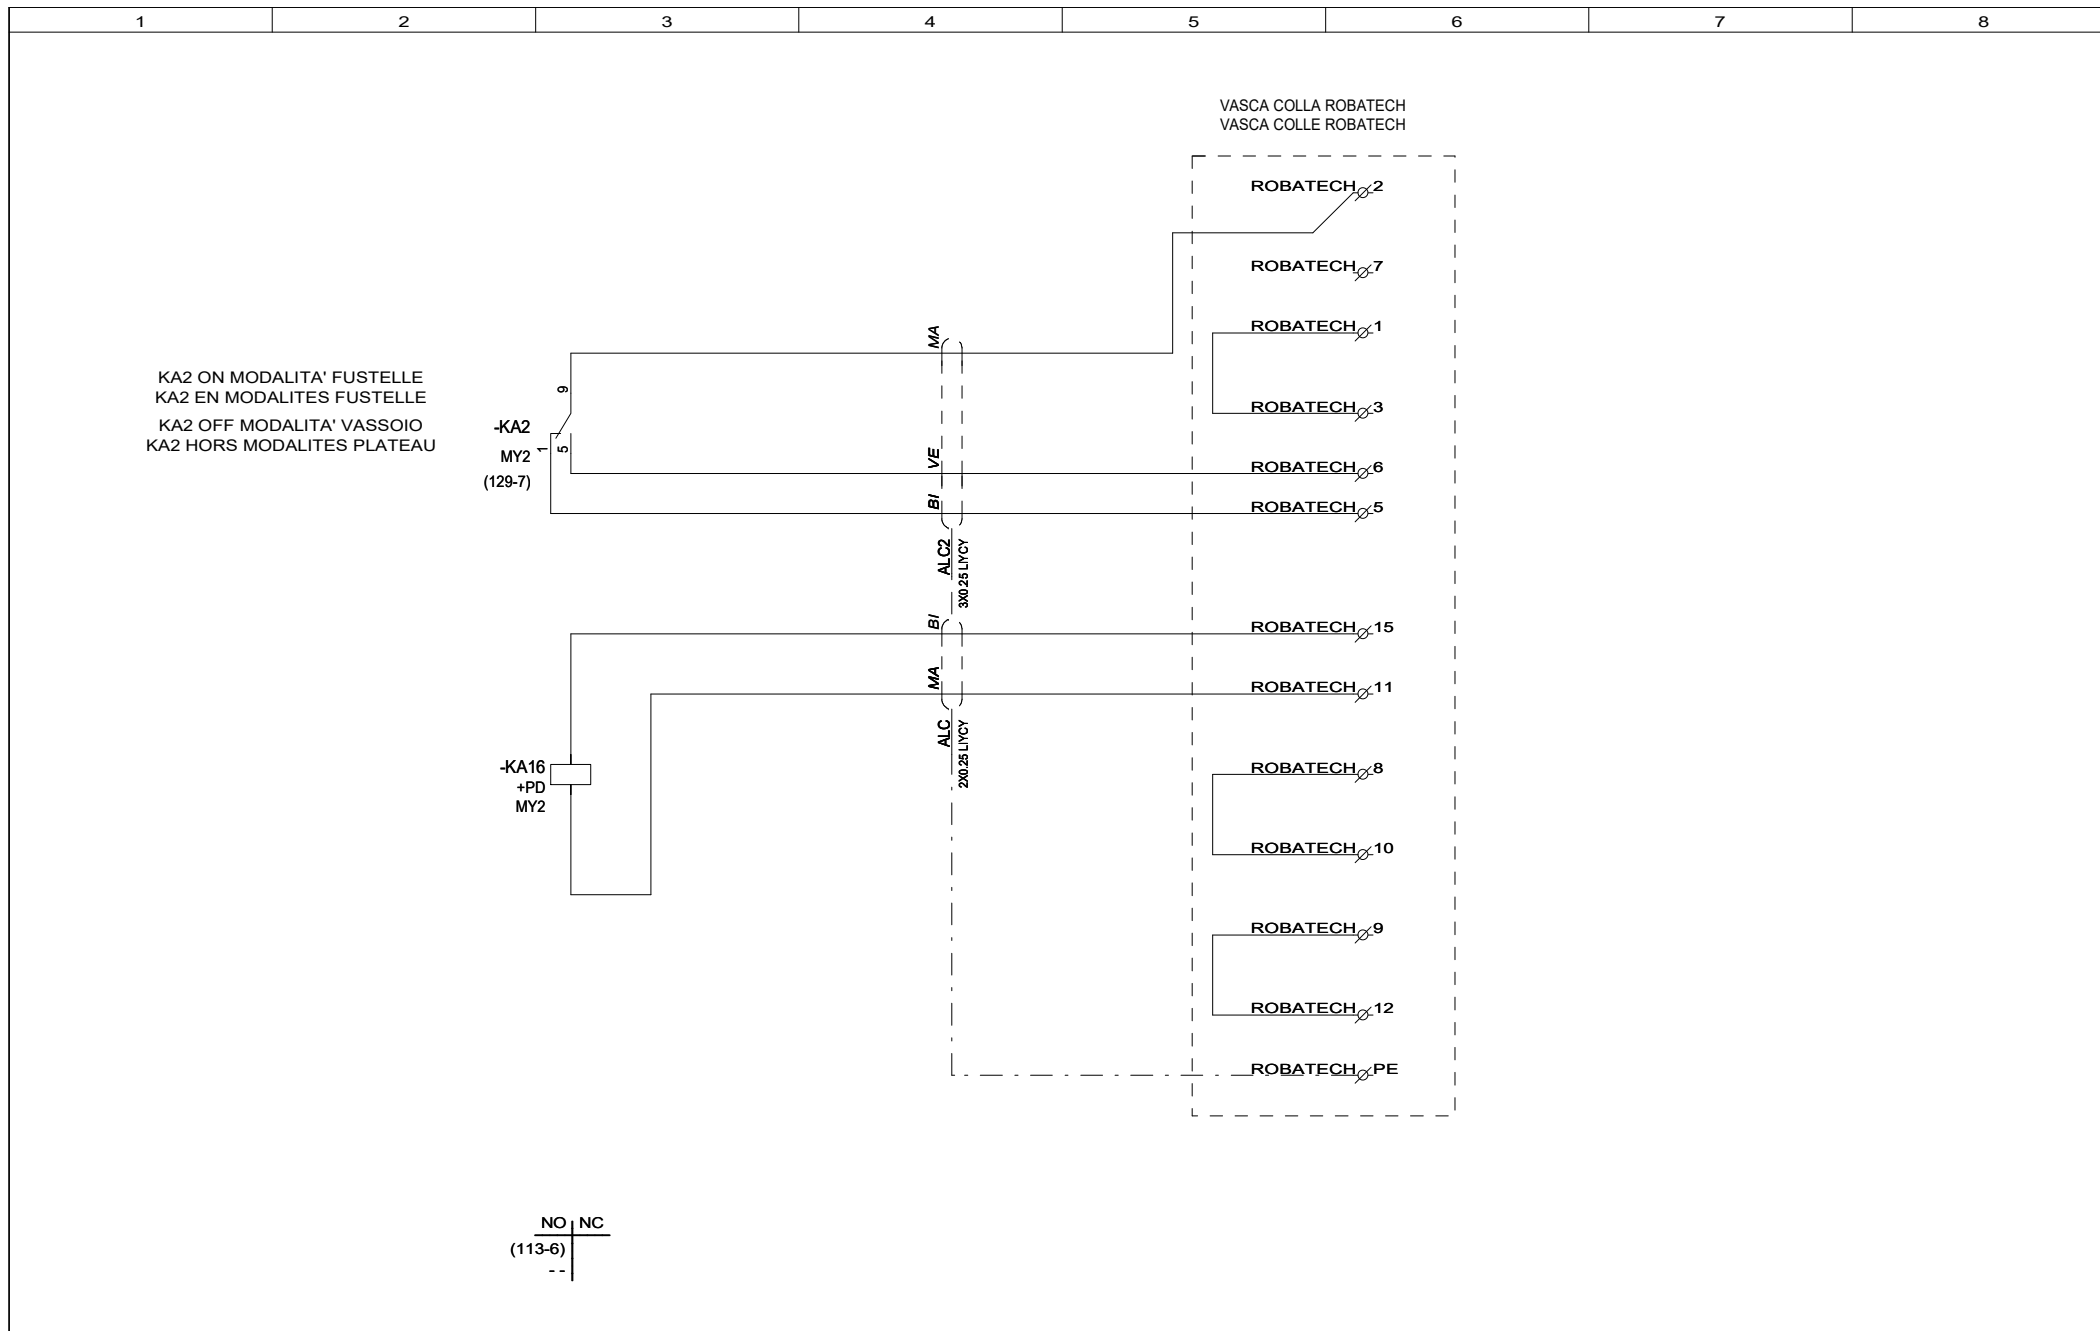 1 2 3 4 5 6 7 8
VASCA COLLA ROBATECH
VASCA COLLE ROBATECH
ROBATECH 2
ROBATECH 7
ROBATECH 1
ROBATECH 3
ROBATECH 6
ROBATECH 5
ROBATECH 15
ROBATECH 11
ROBATECH 8
ROBATECH 10
ROBATECH 9
ROBATECH 12
ROBATECH PE
KA2 ON MODALITA' FUSTELLE
KA2 EN MODALITES FUSTELLE
KA2 OFF MODALITA' VASSOIO
KA2 HORS MODALITES PLATEAU
-KA2
MY2
(129-7)
9
1
5
MA
VE
BI
ALC2
3X0.25 LIYCY
BI
MA
ALC
2X0.25 LIYCY
-KA16
+PD
MY2
NO NC
(113-6)
- -